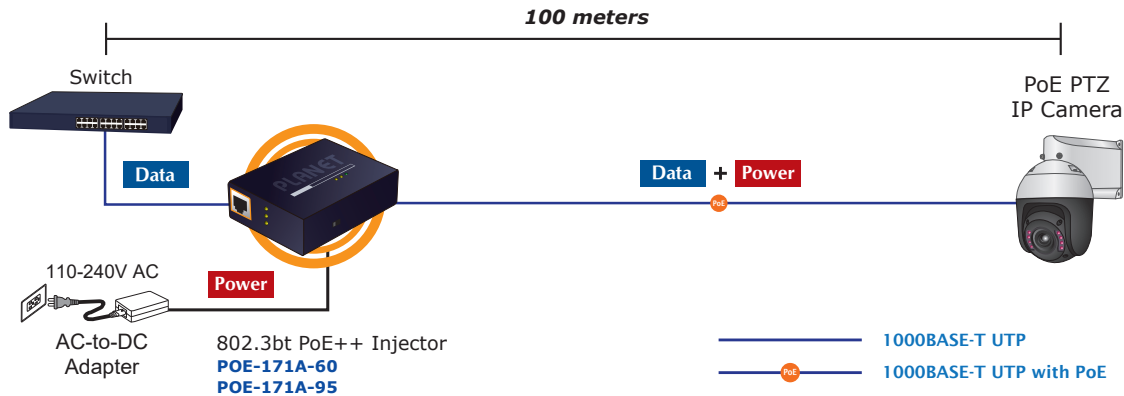 100 meters
Switch
PoE PTZ
IP Camera
Data
PLANET
Data + Power
PoE
110-240V AC
Power
AC-to-DC
Adapter
802.3bt PoE++ Injector
POE-171A-60
POE-171A-95
1000BASE-T UTP
PoE
1000BASE-T UTP with PoE